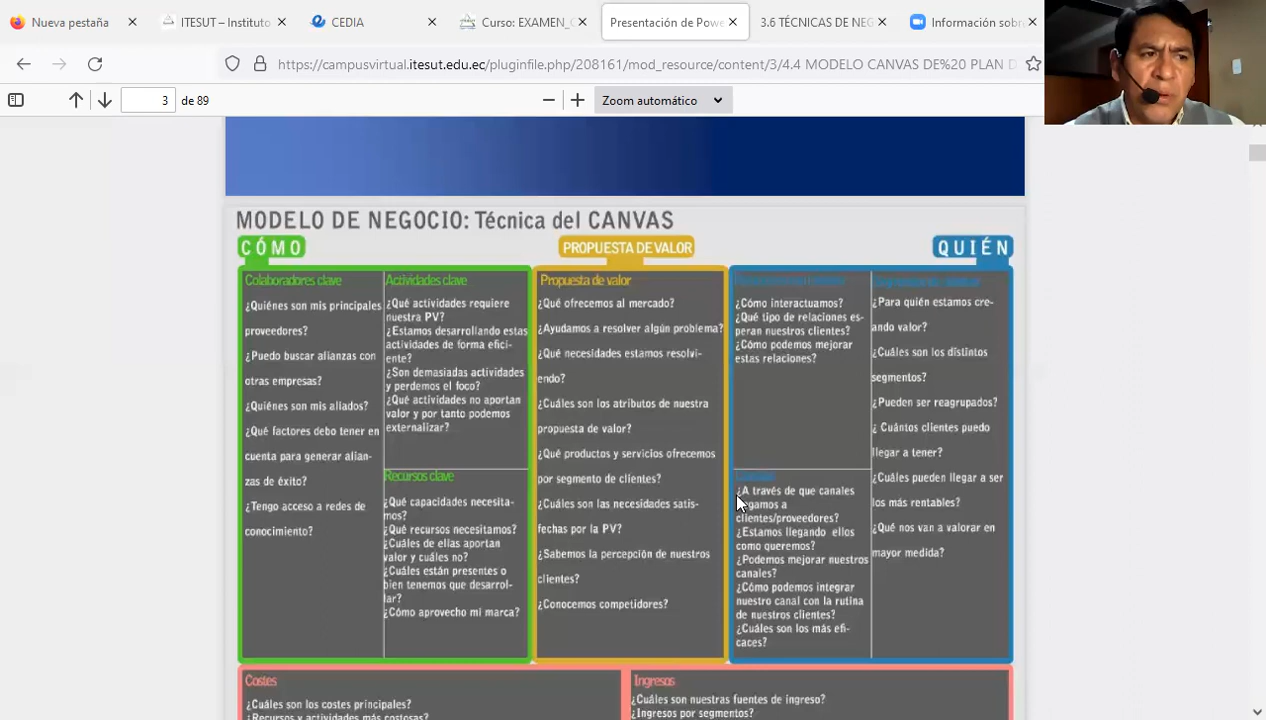 Nueva pestaña
ITESUT – Instituto
CEDIA
Curso: EXAMEN_
Presentación de Powe
3.6 TÉCNICAS DE NEG
Información sobr
https://campusvirtual.itesut.edu.ec/pluginfile.php/208161/mod_resource/content/3/4.4 MODELO CANVAS DE%20 PLAN D
3
de 89
Zoom automático
MODELO DE NEGOCIO: Técnica del CANVAS
CÓMO
PROPUESTA DE VALOR
QUIÉN
Colaboradores clave
¿Quiénes son mis principales
proveedores?
¿Puedo buscar alianzas con
otras empresas?
¿Quiénes son mis aliados?
¿Qué factores debo tener en
cuenta para generar alian-
zas de éxito?
¿Tengo acceso a redes de
conocimiento?
Actividades clave
¿Qué actividades requiere
nuestra PV?
¿Estamos desarrollando estas
actividades de forma efici-
ente?
¿Son demasiadas actividades
y perdemos el foco?
¿Qué actividades no aportan
valor y por tanto podemos
externalizar?
Recursos clave
¿Qué capacidades necesita-
mos?
¿Qué recursos necesitamos?
¿Cuáles de ellas aportan
valor y cuáles no?
¿Cuáles están presentes o
bien tenemos que desarrol-
lar?
¿Cómo aprovecho mi marca?
Propuesta de valor
¿Qué ofrecemos al mercado?
¿Ayudamos a resolver algún problema?
¿Qué necesidades estamos resolvi-
endo?
¿Cuáles son los atributos de nuestra
propuesta de valor?
¿Qué productos y servicios ofrecemos
por segmento de clientes?
¿Cuáles son las necesidades satis-
fechas por la PV?
¿Sabemos la percepción de nuestros
clientes?
¿Conocemos competidores?
¿Cómo interactuamos?
¿Qué tipo de relaciones es-
peran nuestros clientes?
¿Cómo podemos mejorar
estas relaciones?
¿A través de que canales
a
clientes/proveedores?
¿Estamos llegando ellos
como queremos?
¿Podemos mejorar nuestros
canales?
¿Cómo podemos integrar
nuestro canal con la rutina
de nuestros clientes?
¿Cuáles son los más efi-
caces?
¿Para quién estamos cre-
ando valor?
¿Cuáles son los distintos
segmentos?
¿Pueden ser reagrupados?
¿ Cuántos clientes puedo
llegar a tener?
¿Cuáles pueden llegar a ser
los más rentables?
¿Qué nos van a valorar en
mayor medida?
Costes
¿Cuáles son los costes principales?
¿Recursos y actividades más costosas?
Ingresos
¿Cuáles son nuestras fuentes de ingreso?
¿Ingresos por segmentos?